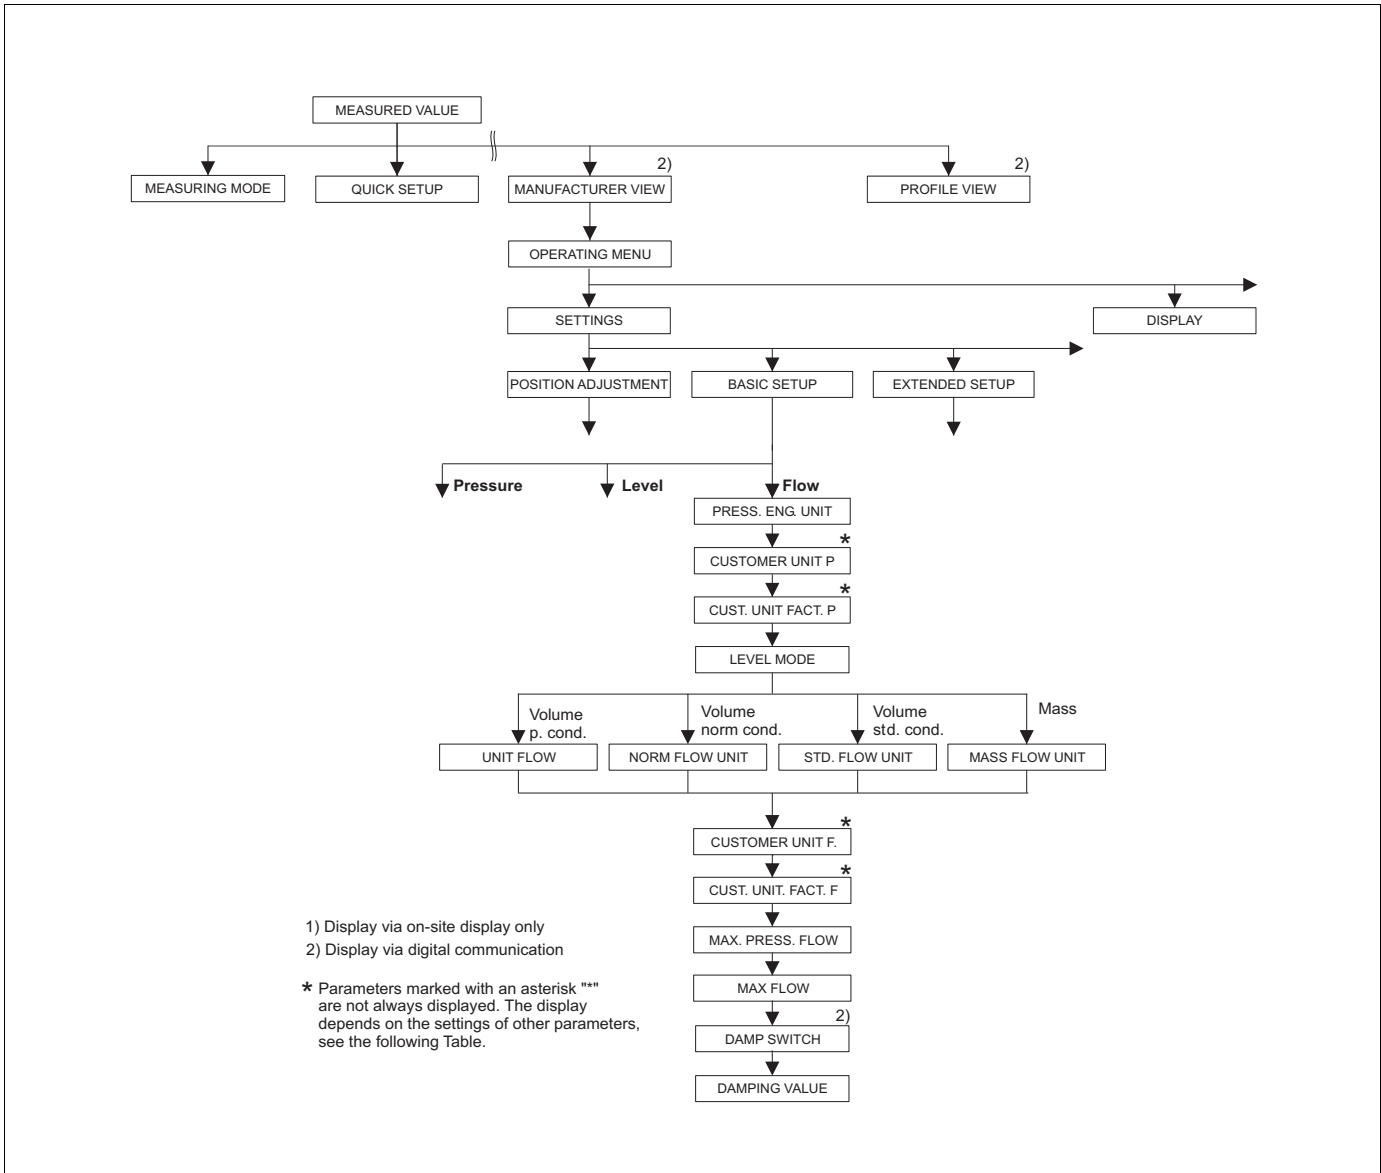 MEASURED VALUE
2)
2)
MEASURING MODE
QUICK SETUP
MANUFACTURER VIEW
PROFILE VIEW
OPERATING MENU
SETTINGS
DISPLAY
POSITION ADJUSTMENT
BASIC SETUP
EXTENDED SETUP
Pressure
Level
Flow
PRESS. ENG. UNIT
*
CUSTOMER UNIT P
*
CUST. UNIT FACT. P
LEVEL MODE
Volume
p. cond.
Volume
norm cond.
Volume
std. cond.
Mass
UNIT FLOW
NORM FLOW UNIT
STD. FLOW UNIT
MASS FLOW UNIT
*
CUSTOMER UNIT F.
*
CUST. UNIT. FACT. F
MAX. PRESS. FLOW
MAX FLOW
2)
DAMP SWITCH
DAMPING VALUE
1) Display via on-site display only
2) Display via digital communication
* Parameters marked with an asterisk "*"
are not always displayed. The display
depends on the settings of other parameters,
see the following Table.